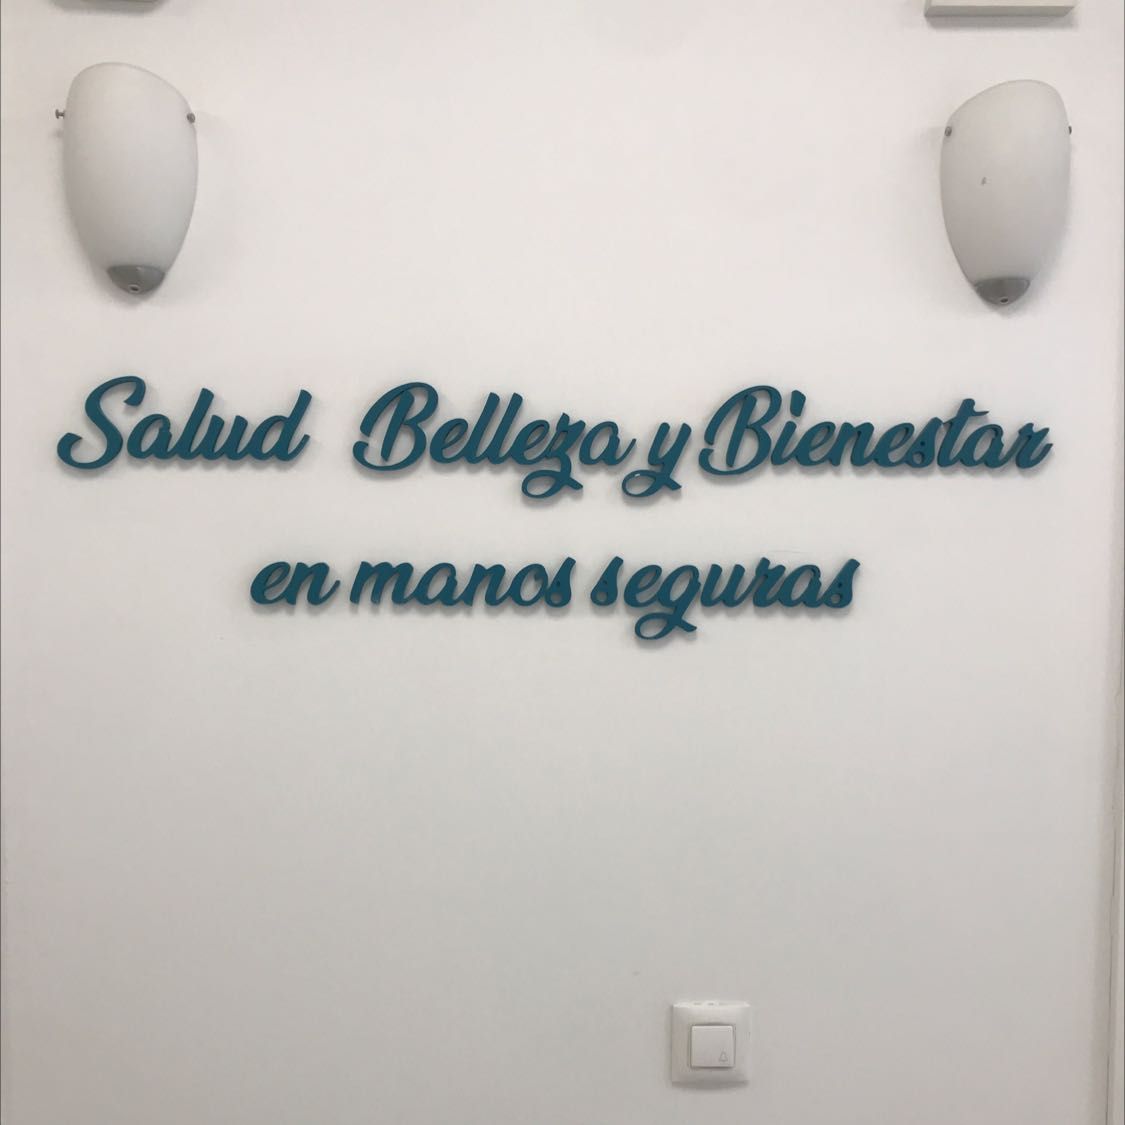 Salud Belleza y Bienestar
en manos seguras